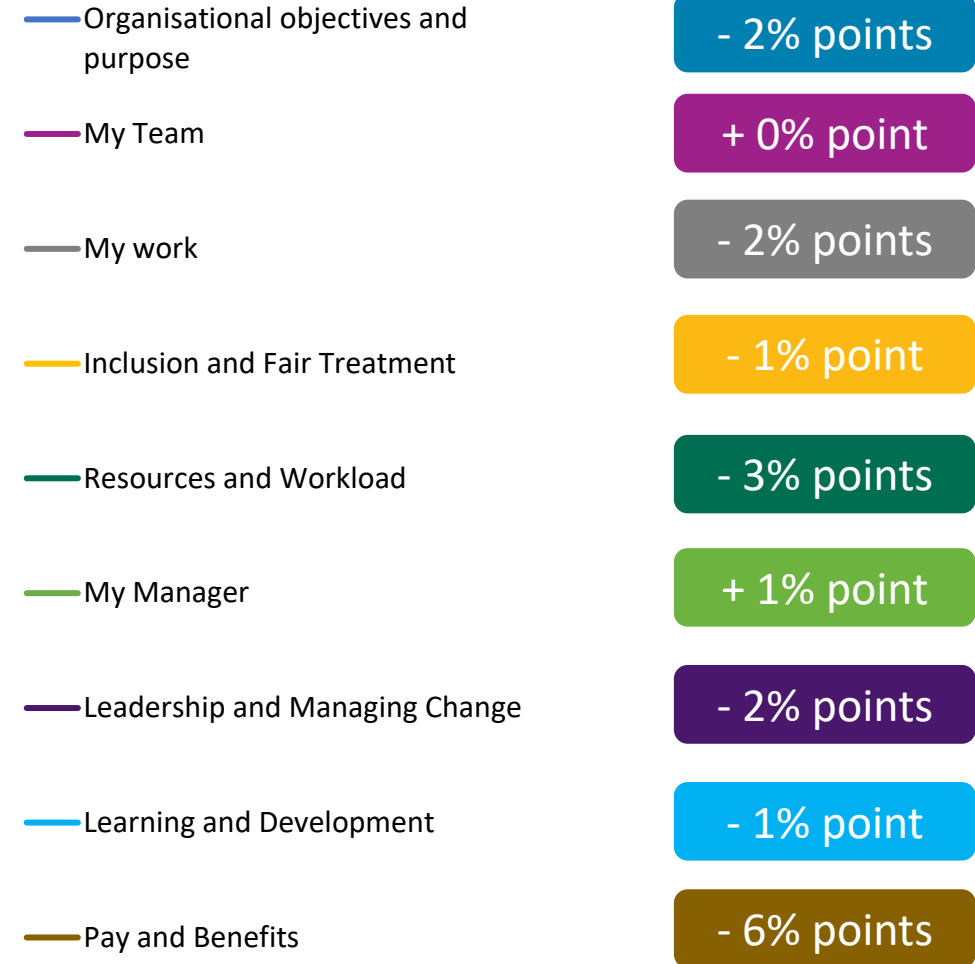 Organisational objectives and
purpose
- 2% points
My Team
+ 0% point
My work
- 2% points
Inclusion and Fair Treatment
- 1% point
Resources and Workload
- 3% points
My Manager
+ 1% point
Leadership and Managing Change
- 2% points
Learning and Development
- 1% point
Pay and Benefits
- 6% points